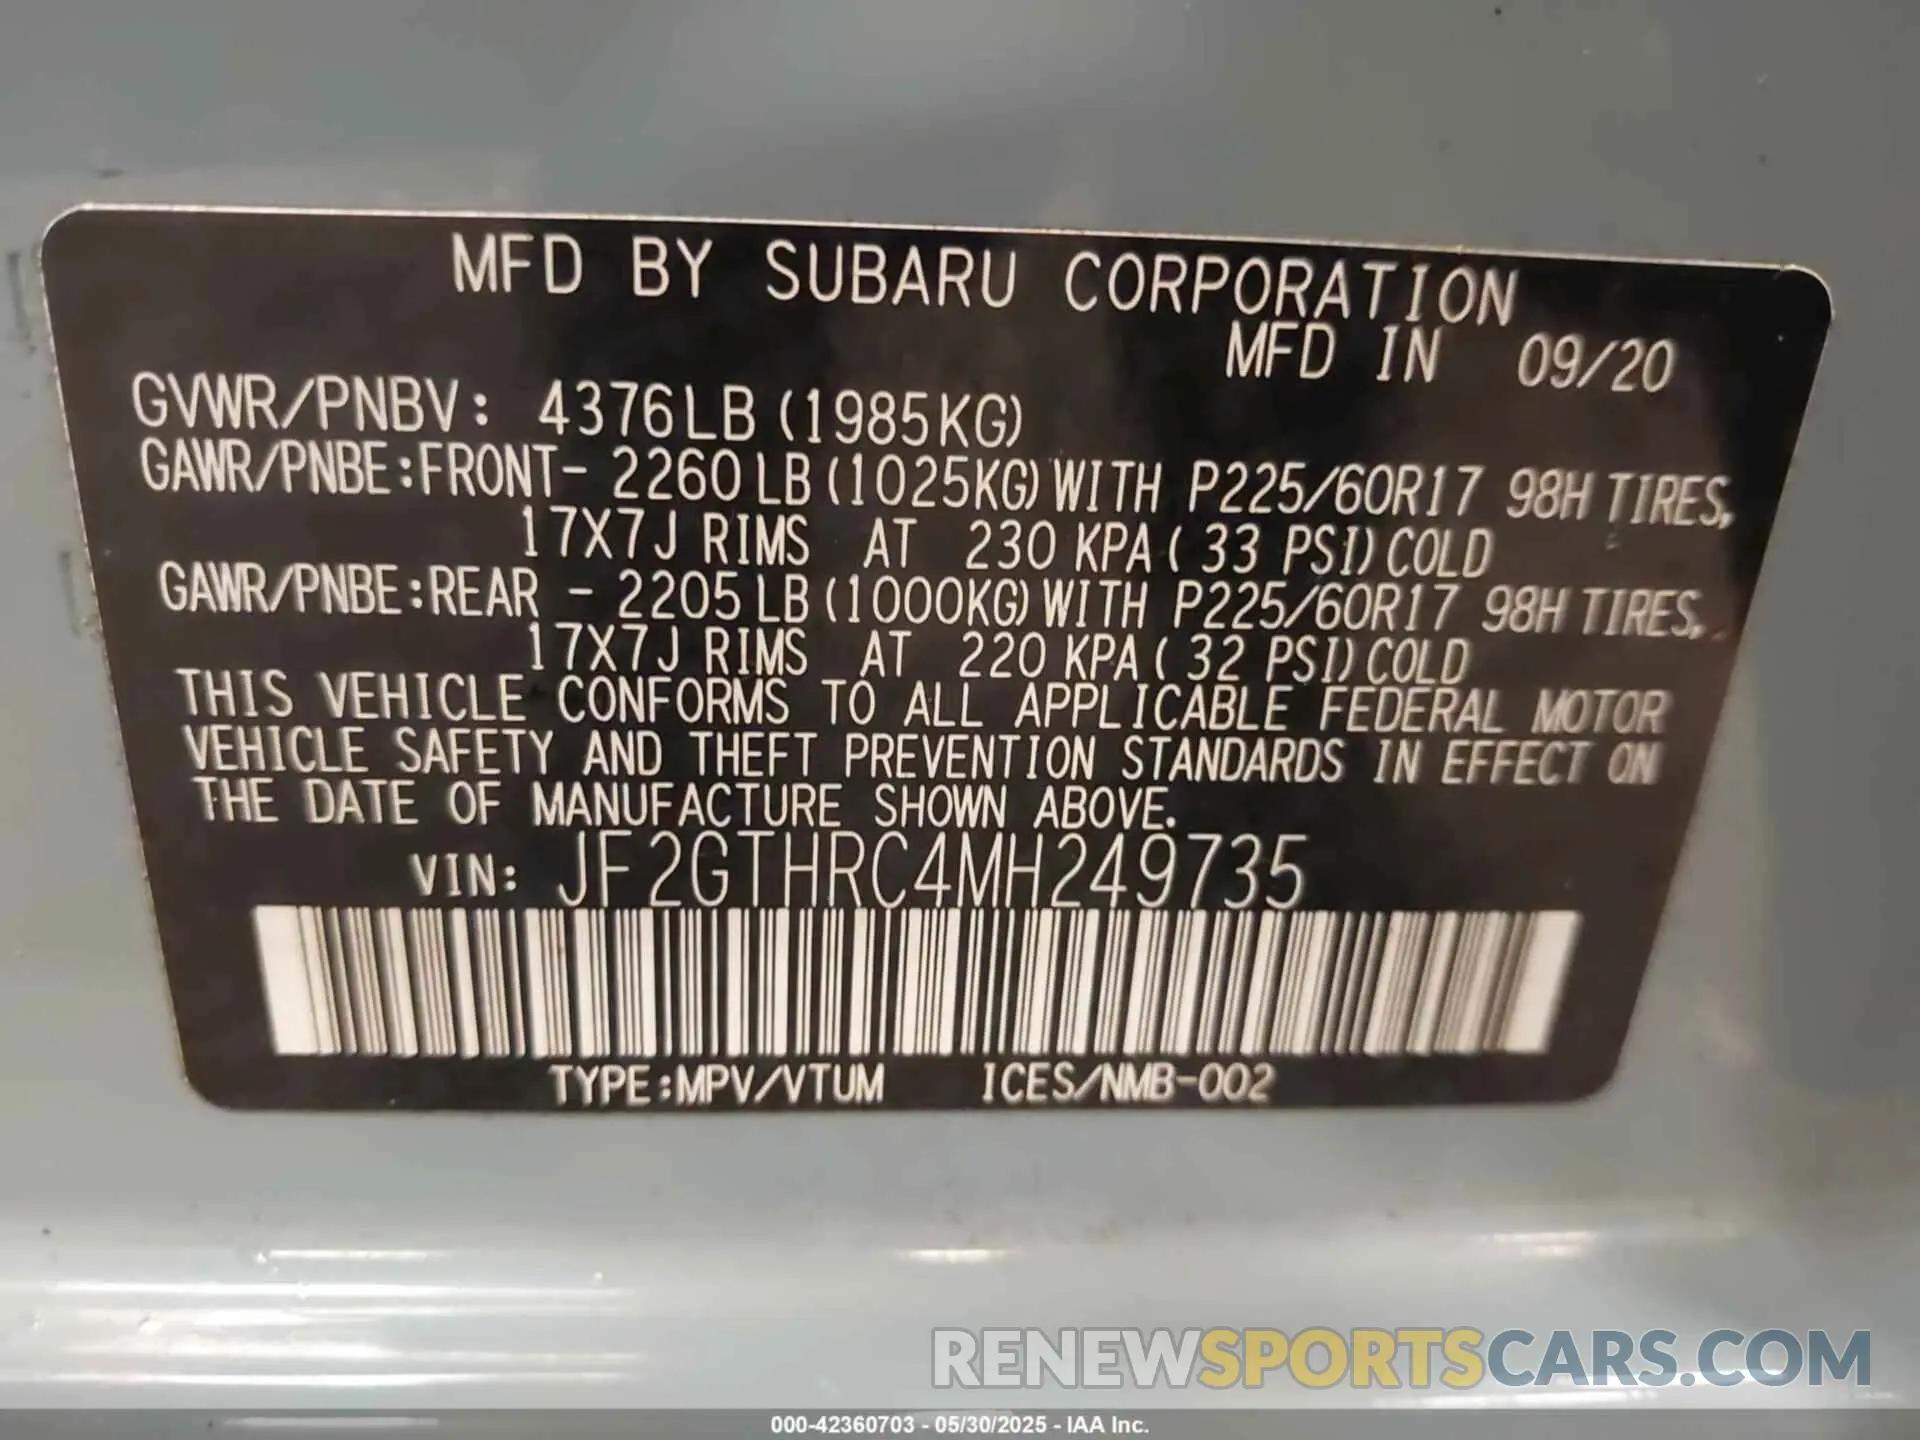 MFD BY SUBARU CORPORATION
MFD IN 09/20
GVWR/PNBV: 4376LB (1985KG)
GAWR/PNBE:FRONT- 2260LB (1025KG) WITH P225/60R17 98H TIRES,
17X7J RIMS AT 230 KPA ( 33 PSI) COLD
GAWR/PNBE:REAR - 2205LB (1000KG) WITH P225/60R17 98H TIRES,
17X7J RIMS AT 220 KPA ( 32 PSI) COLD
THIS VEHICLE CONFORMS TO ALL APPLICABLE FEDERAL MOTOR
VEHICLE SAFETY AND THEFT PREVENTION STANDARDS IN EFFECT ON
THE DATE OF MANUFACTURE SHOWN ABOVE.
VIN: JF2GTHRC4MH249735
TYPE:MPV/VTUM ICES/NMB-002
RENEWSPORTSCARS.COM
000-42360703 - 05/30/2025 - IAA Inc.